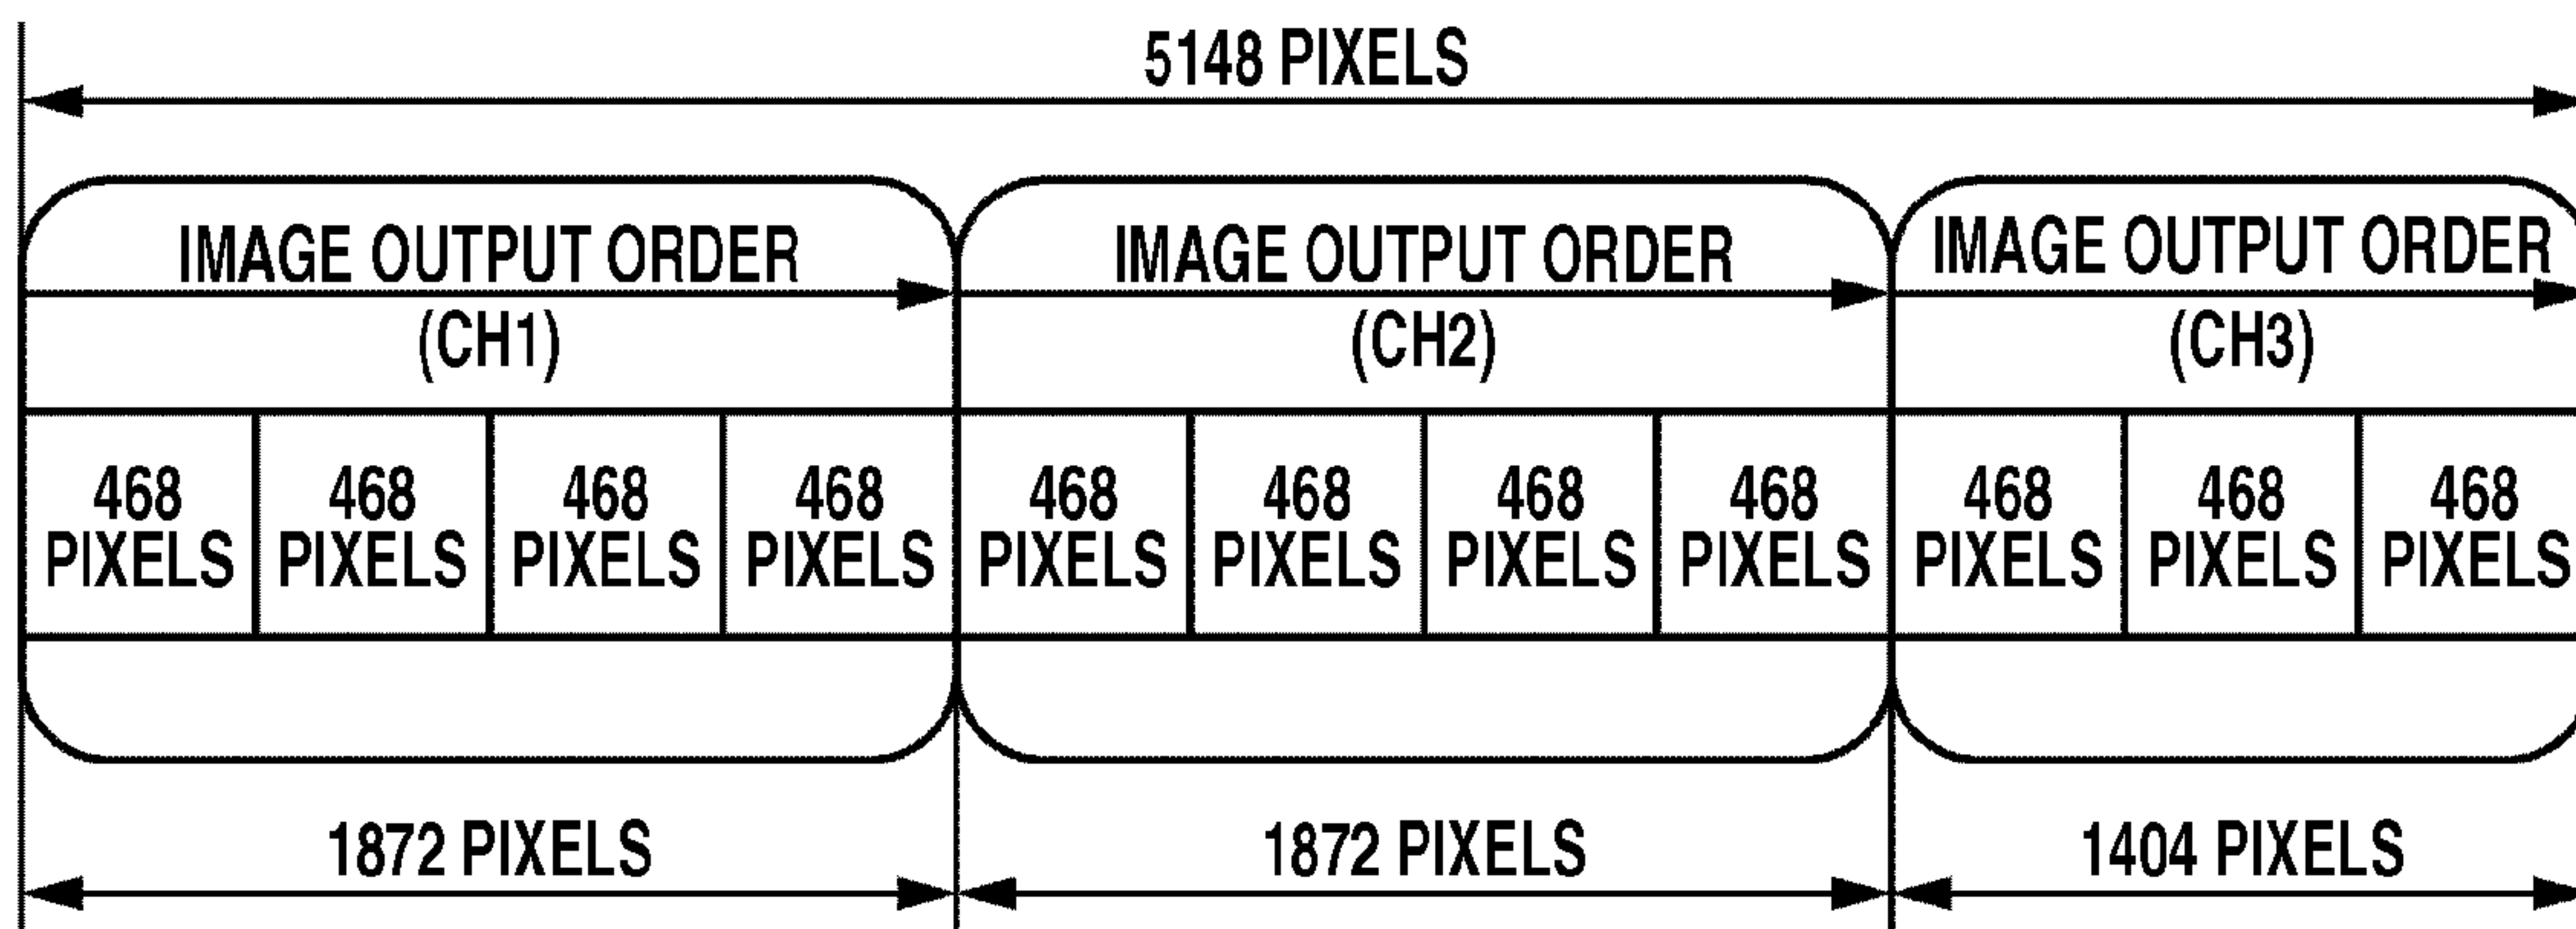 5148 PIXELS
IMAGE OUTPUT ORDER
(CH1)
IMAGE OUTPUT ORDER
(CH2)
IMAGE OUTPUT ORDER
(CH3)
468
PIXELS
468
PIXELS
468
PIXELS
468
PIXELS
468
PIXELS
468
PIXELS
468
PIXELS
468
PIXELS
468
PIXELS
468
PIXELS
468
PIXELS
1872 PIXELS
1872 PIXELS
1404 PIXELS